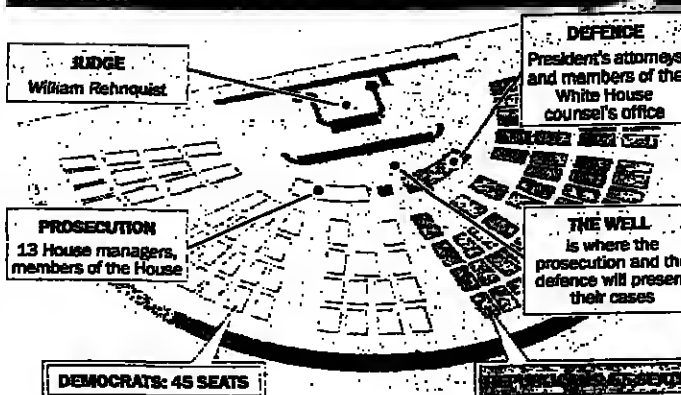 JUDGE
William Rehnquist
DEFENCE
President's attorneys
and members of the
White House
counsel's office
PROSECUTION
13 House managers,
members of the House
THE WELL
is where the
prosecution and the
defence will present
their cases
DEMOCRATS: 45 SEATS